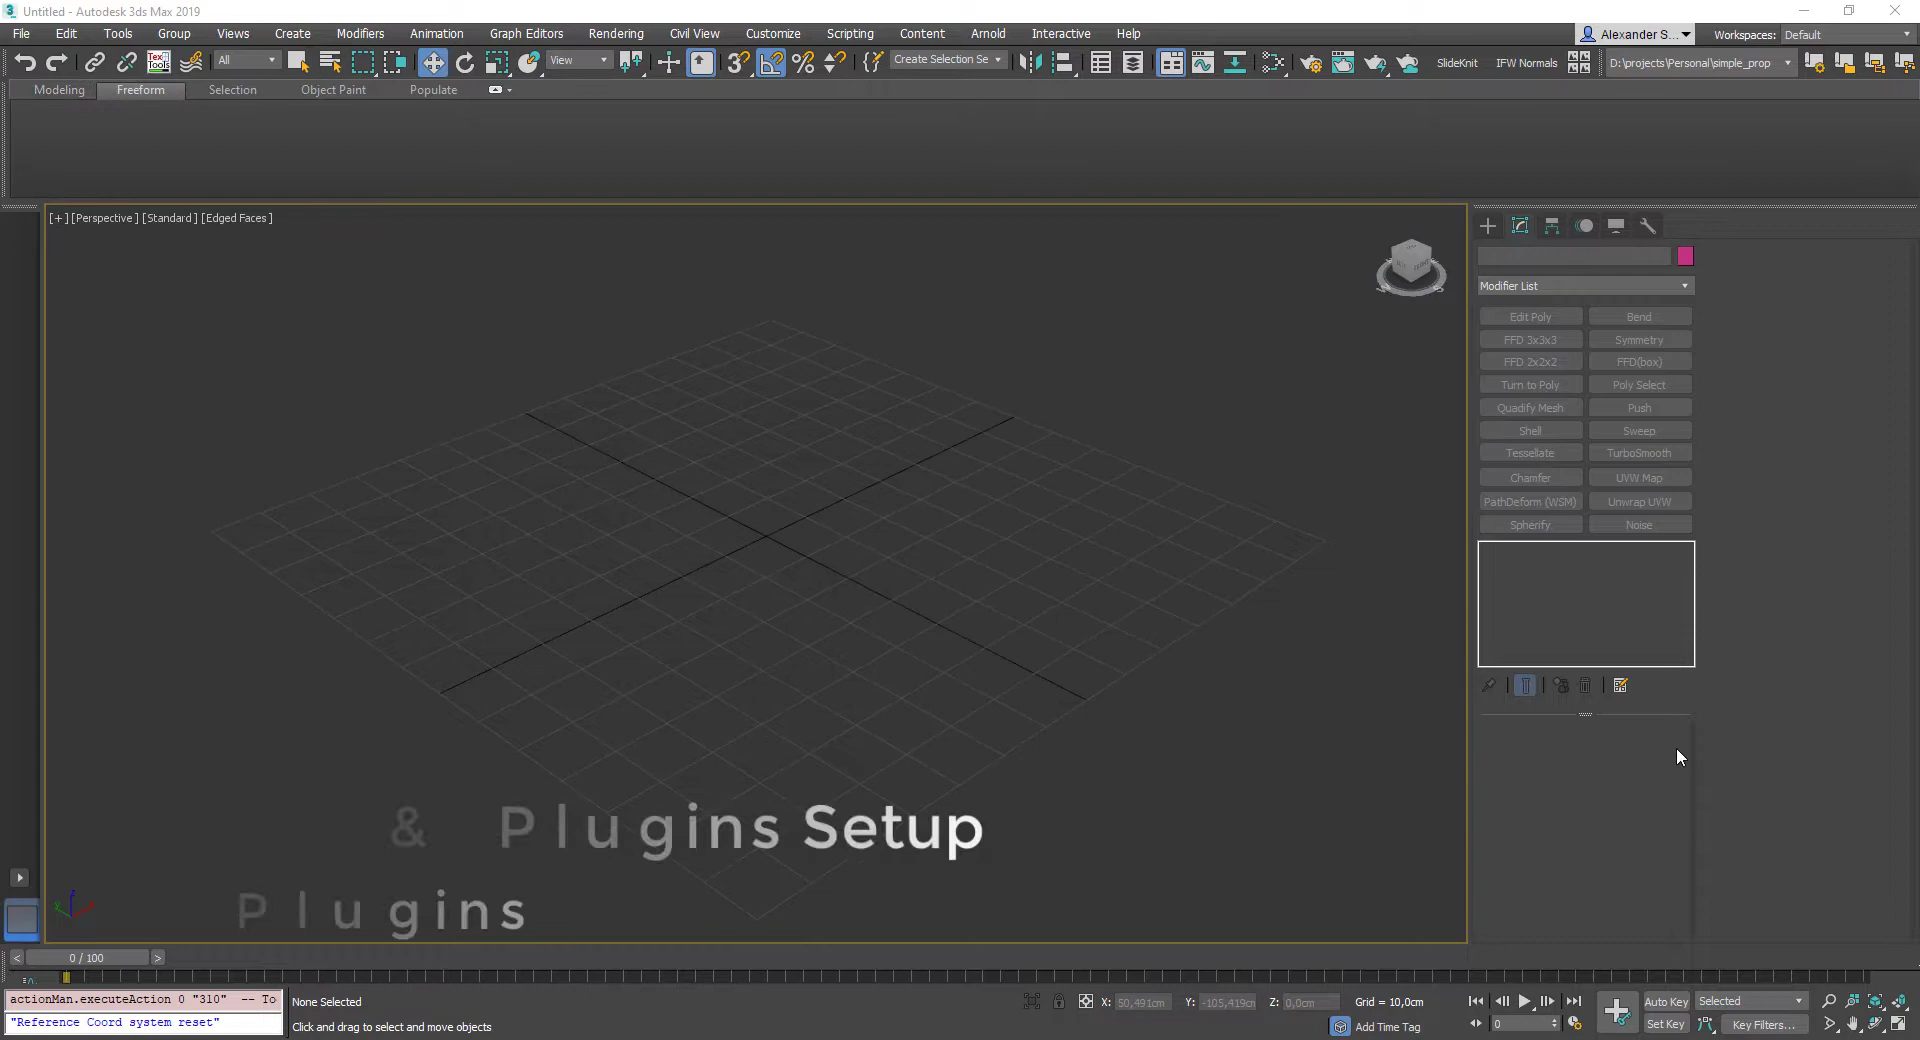 Untitled - Autodesk 3ds Max 2019
File Edit Tools Group Views Create Modifiers Animation Graph Editors Rendering Civil View Customize Scripting Content Arnold Interactive Help
Alexander S... Workspaces: Default
All View Create Selection Se SlideKnit IFW Normals D:\projects\Personal\simple_prop
Modeling Freeform Selection Object Paint Populate
[+] [Perspective ] [Standard ] [Edged Faces ]
Modifier List
Edit Poly Bend
FFD 3x3x3 Symmetry
FFD 2x2x2 FFD(box)
Turn to Poly Poly Select
Quadify Mesh Push
Shell Sweep
Tessellate TurboSmooth
Chamfer UVW Map
PathDeform (WSM) Unwrap UVW
Spherify Noise
& Plugins Setup
Plugins
< 0 / 100 >
actionMan.executeAction 0 "310" -- To
None Selected
X: 50,491cm Y: -105,419cm Z: 0,0cm Grid = 10,0cm
Auto Key Selected
"Reference Coord system reset"
Click and drag to select and move objects
Add Time Tag
0
Set Key Key Filters...